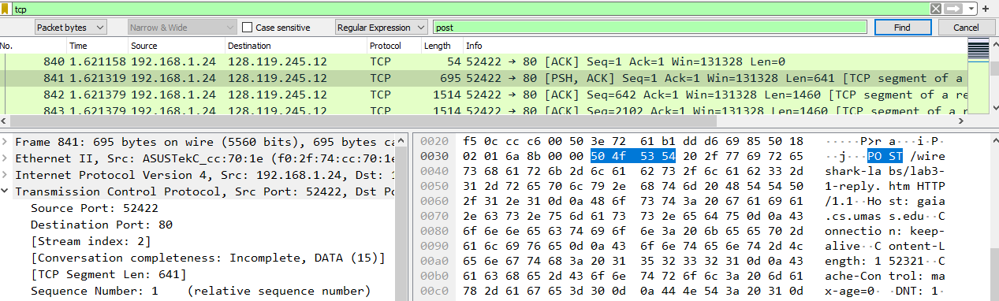 tcp
Packet bytes Narrow & Wide Case sensitive Regular Expression post Find Cancel
No. Time Source Destination Protocol Length Info
840 1.621158 192.168.1.24 128.119.245.12 TCP 54 52422 → 80 [ACK] Seq=1 Ack=1 Win=131328 Len=0
841 1.621319 192.168.1.24 128.119.245.12 TCP 695 52422 → 80 [PSH, ACK] Seq=1 Ack=1 Win=131328 Len=641 [TCP segment of a
842 1.621379 192.168.1.24 128.119.245.12 TCP 1514 52422 → 80 [ACK] Seq=642 Ack=1 Win=131328 Len=1460 [TCP segment of a re
843 1.621379 192.168.1.24 128.119.245.12 TCP 1514 52422 → 80 [ACK] Seq=2102 Ack=1 Win=131328 Len=1460 [TCP segment of a r
Frame 841: 695 bytes on wire (5560 bits), 695 bytes ca
Ethernet II, Src: ASUSTekC_cc:70:1e (f0:2f:74:cc:70:1e
Internet Protocol Version 4, Src: 192.168.1.24, Dst: 1
Transmission Control Protocol, Src Port: 52422, Dst Po
Source Port: 52422
Destination Port: 80
[Stream index: 2]
[Conversation completeness: Incomplete, DATA (15)]
[TCP Segment Len: 641]
Sequence Number: 1 (relative sequence number)
0020 f5 0c cc c6 00 50 3e 72 61 b1 dd d6 69 85 50 18 ·····P>r a···i·P·
0030 02 01 6a 8b 00 00 50 4f 53 54 20 2f 77 69 72 65 ··j···PO ST /wire
0040 73 68 61 72 6b 2d 6c 61 62 73 2f 6c 61 62 33 2d shark-la bs/lab3-
0050 31 2d 72 65 70 6c 79 2e 68 74 6d 20 48 54 54 50 1-reply. htm HTTP
0060 2f 31 2e 31 0d 0a 48 6f 73 74 3a 20 67 61 69 61 /1.1··Ho st: gaia
0070 2e 63 73 2e 75 6d 61 73 73 2e 65 64 75 0d 0a 43 .cs.umas s.edu··C
0080 6f 6e 6e 65 63 74 69 6f 6e 3a 20 6b 65 65 70 2d onnectio n: keep-
0090 61 6c 69 76 65 0d 0a 43 6f 6e 74 65 6e 74 2d 4c alive··C ontent-L
00a0 65 6e 67 74 68 3a 20 31 35 32 33 32 31 0d 0a 43 ength: 1 52321··C
00b0 61 63 68 65 2d 43 6f 6e 74 72 6f 6c 3a 20 6d 61 ache-Con trol: ma
00c0 78 2d 61 67 65 3d 30 0d 0a 44 4e 54 3a 20 31 0d x-age=0· ·DNT: 1·